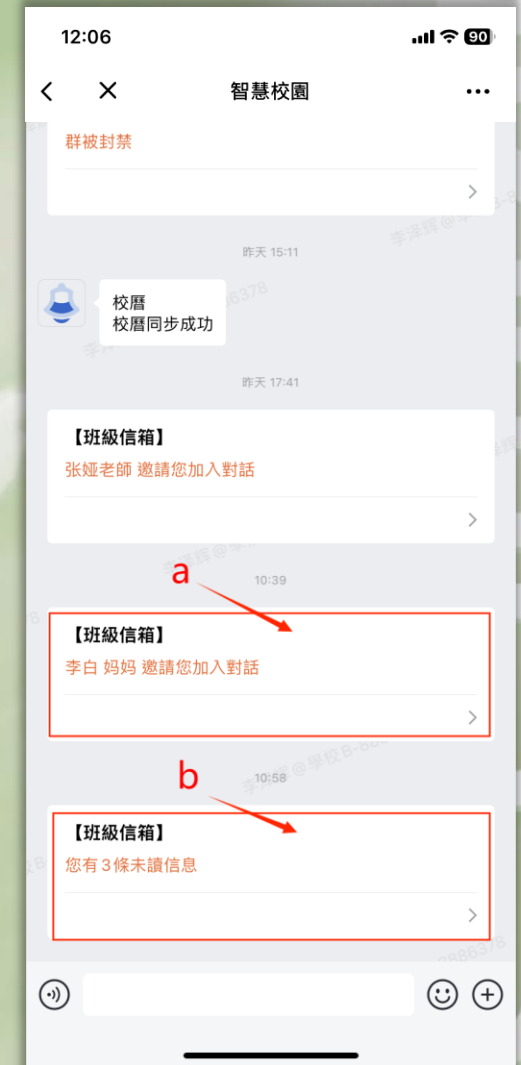 12:06
90
智慧校園
群被封禁
昨天 15:11
校曆
校曆同步成功
昨天 17:41
【班級信箱】
张娅老師 邀請您加入對話
a
10:39
【班級信箱】
李白 妈妈 邀請您加入對話
b
10:58
【班級信箱】
您有3條未讀信息